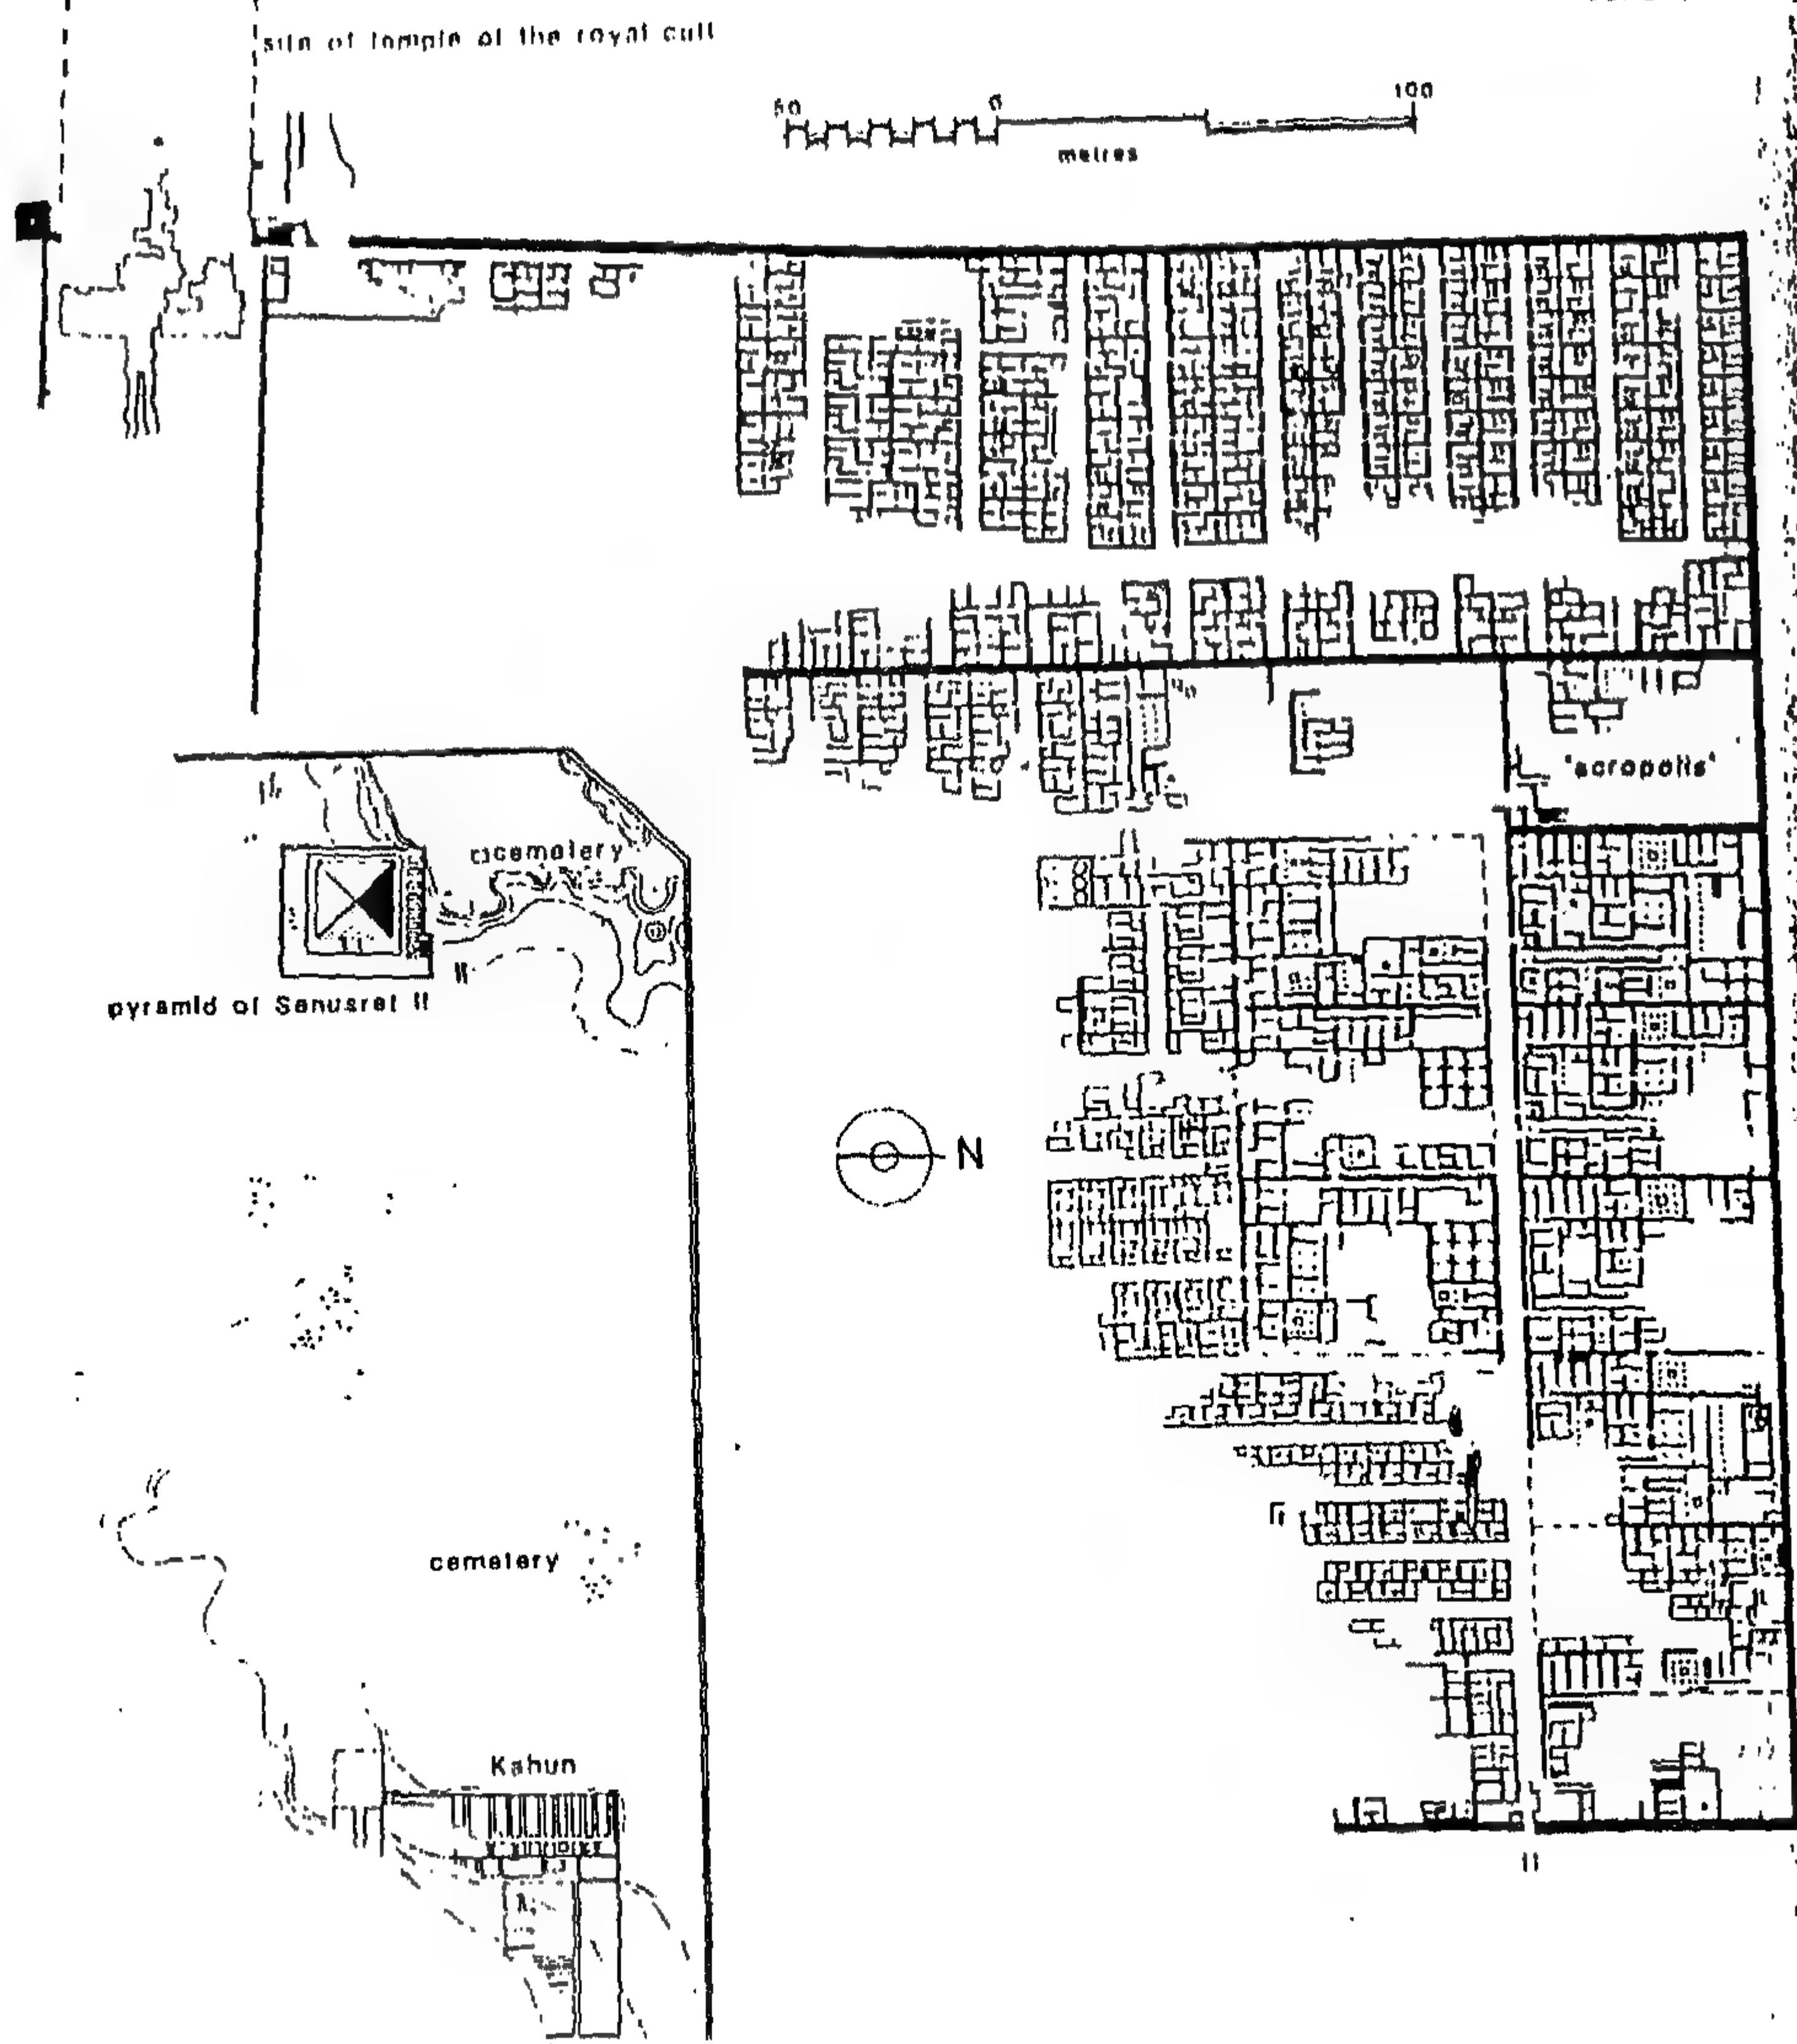 site of temple of the royal cult
50 0 100
metres
'acropolis'
cemetery
pyramid of Senusret II
N
cemetery
Kahun